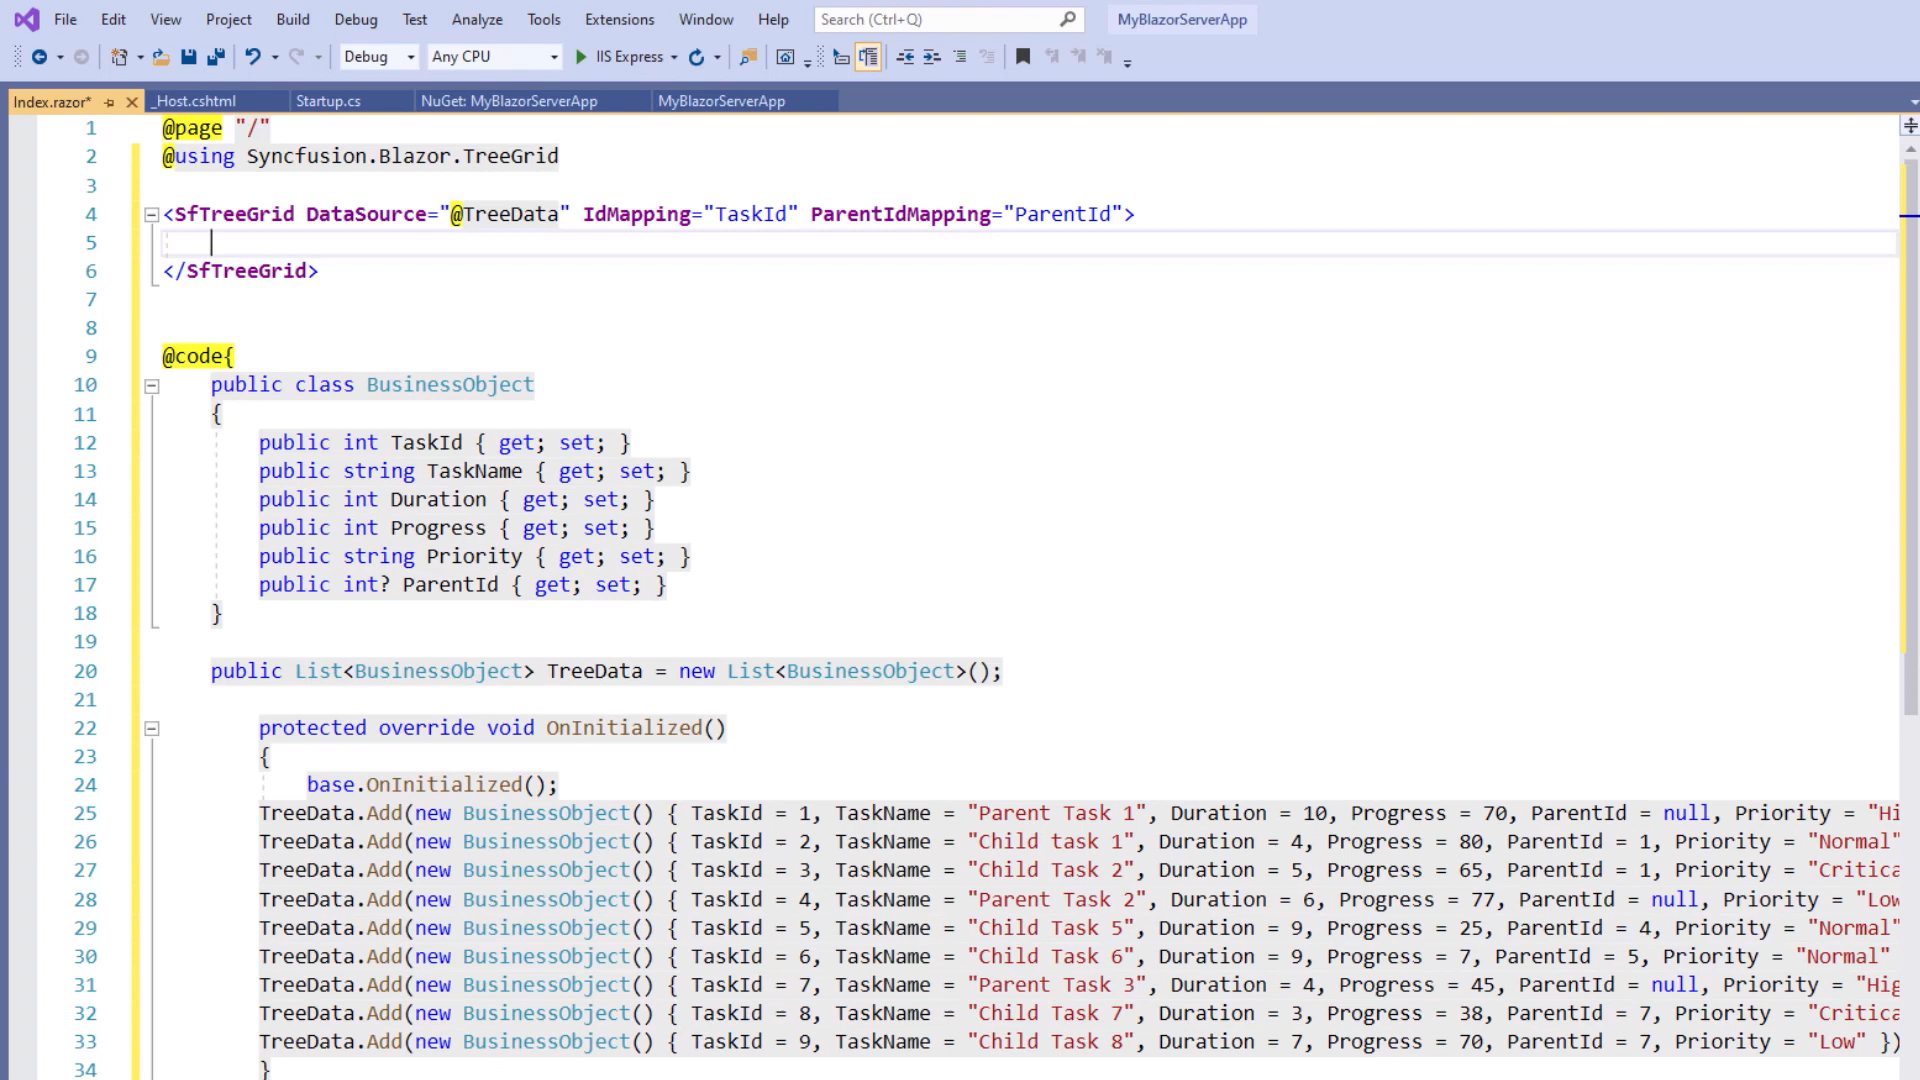 File Edit View Project Build Debug Test Analyze Tools Extensions Window Help Search (Ctrl+Q) MyBlazorServerApp
Debug Any CPU IIS Express
Index.razor* _Host.cshtml Startup.cs NuGet: MyBlazorServerApp MyBlazorServerApp
1 @page "/"
2 @using Syncfusion.Blazor.TreeGrid
3
4 <SfTreeGrid DataSource="@TreeData" IdMapping="TaskId" ParentIdMapping="ParentId">
5
6 </SfTreeGrid>
7
8
9 @code{
10 public class BusinessObject
11 {
12 public int TaskId { get; set; }
13 public string TaskName { get; set; }
14 public int Duration { get; set; }
15 public int Progress { get; set; }
16 public string Priority { get; set; }
17 public int? ParentId { get; set; }
18 }
19
20 public List<BusinessObject> TreeData = new List<BusinessObject>();
21
22 protected override void OnInitialized()
23 {
24 base.OnInitialized();
25 TreeData.Add(new BusinessObject() { TaskId = 1, TaskName = "Parent Task 1", Duration = 10, Progress = 70, ParentId = null, Priority = "Hi
26 TreeData.Add(new BusinessObject() { TaskId = 2, TaskName = "Child task 1", Duration = 4, Progress = 80, ParentId = 1, Priority = "Normal"
27 TreeData.Add(new BusinessObject() { TaskId = 3, TaskName = "Child Task 2", Duration = 5, Progress = 65, ParentId = 1, Priority = "Critica
28 TreeData.Add(new BusinessObject() { TaskId = 4, TaskName = "Parent Task 2", Duration = 6, Progress = 77, ParentId = null, Priority = "Low
29 TreeData.Add(new BusinessObject() { TaskId = 5, TaskName = "Child Task 5", Duration = 9, Progress = 25, ParentId = 4, Priority = "Normal"
30 TreeData.Add(new BusinessObject() { TaskId = 6, TaskName = "Child Task 6", Duration = 9, Progress = 7, ParentId = 5, Priority = "Normal"
31 TreeData.Add(new BusinessObject() { TaskId = 7, TaskName = "Parent Task 3", Duration = 4, Progress = 45, ParentId = null, Priority = "Hig
32 TreeData.Add(new BusinessObject() { TaskId = 8, TaskName = "Child Task 7", Duration = 3, Progress = 38, ParentId = 7, Priority = "Critica
33 TreeData.Add(new BusinessObject() { TaskId = 9, TaskName = "Child Task 8", Duration = 7, Progress = 70, ParentId = 7, Priority = "Low" })
34 }